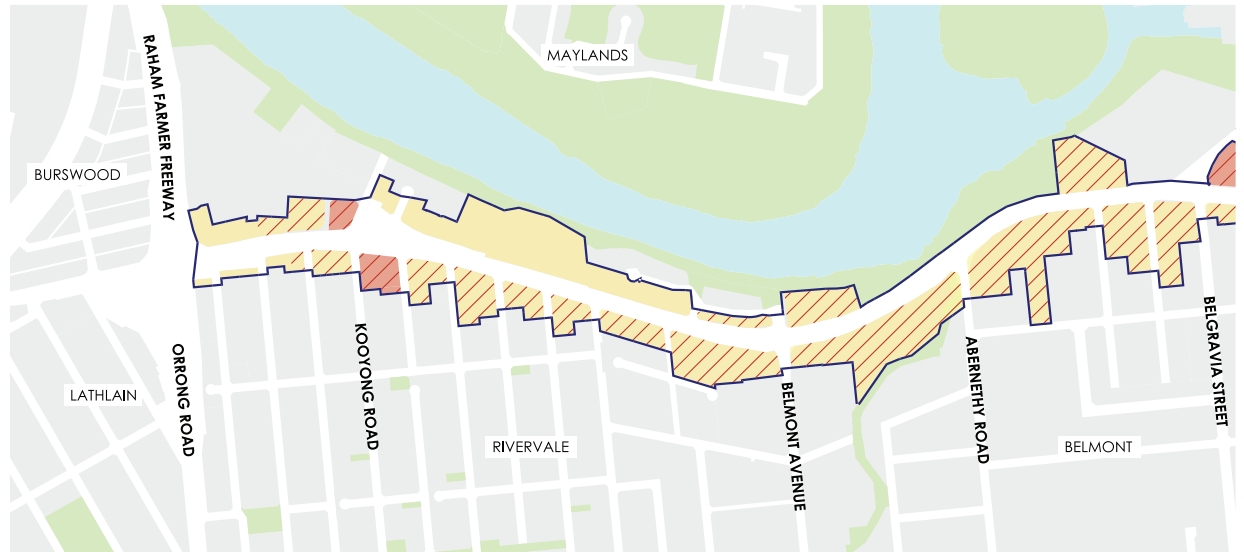 MAYLANDS
RAHAM FARMER FREEWAY
BURSWOOD
LATHLAIN
ORRONG ROAD
KOOYONG ROAD
RIVERVALE
BELMONT AVENUE
ABERNETHY ROAD
BELMONT
BELGRAVIA STREET